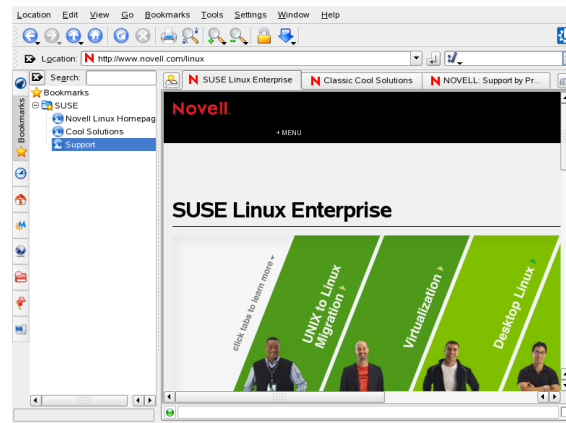 Location Edit View Go Bookmarks Tools Settings Window Help
Location: http://www.novell.com/linux
Search:
SUSE Linux Enterprise
Classic Cool Solutions
NOVELL: Support by Pr...
Bookmarks
Bookmarks
SUSE
Novell Linux Homepag
Cool Solutions
Support
Novell.
+ MENU
SUSE Linux Enterprise
click tabs to learn more
UNIX to Linux
Migration
Virtualization
Desktop Linux